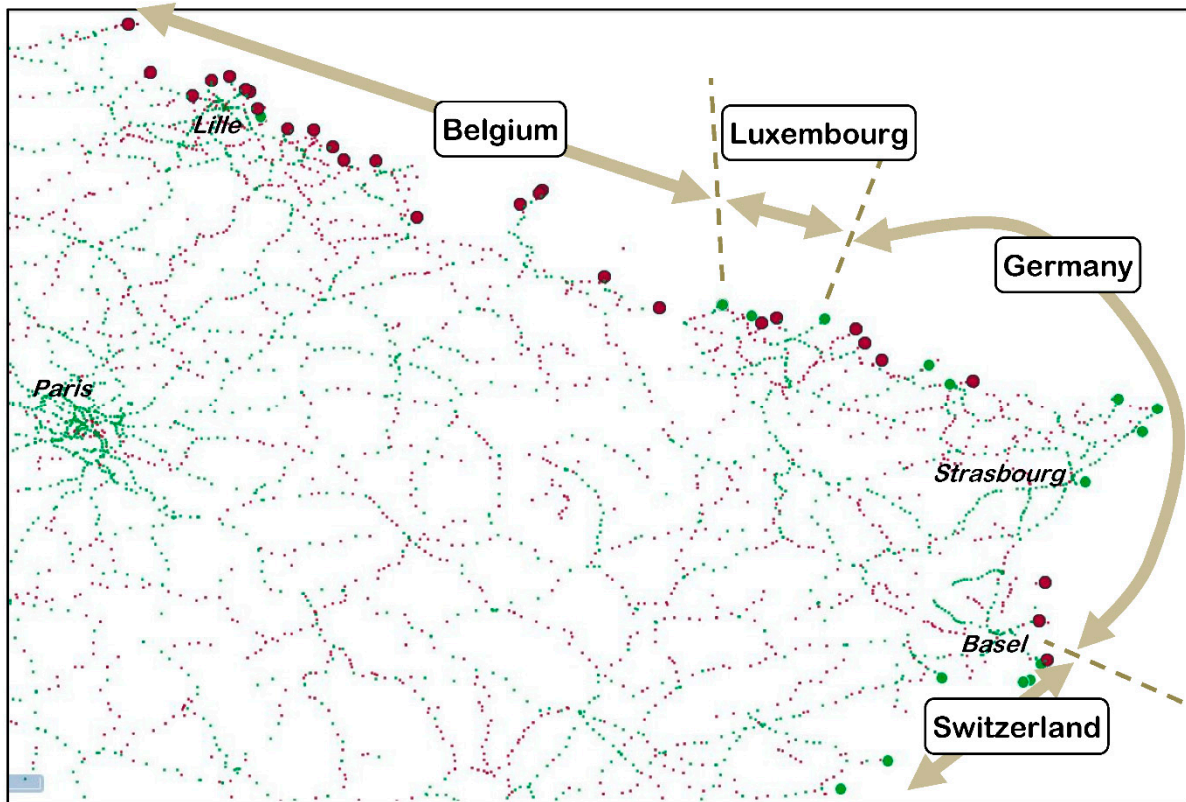 Belgium
Luxembourg
Lille
Germany
Paris
Strasbourg
Basel
Switzerland